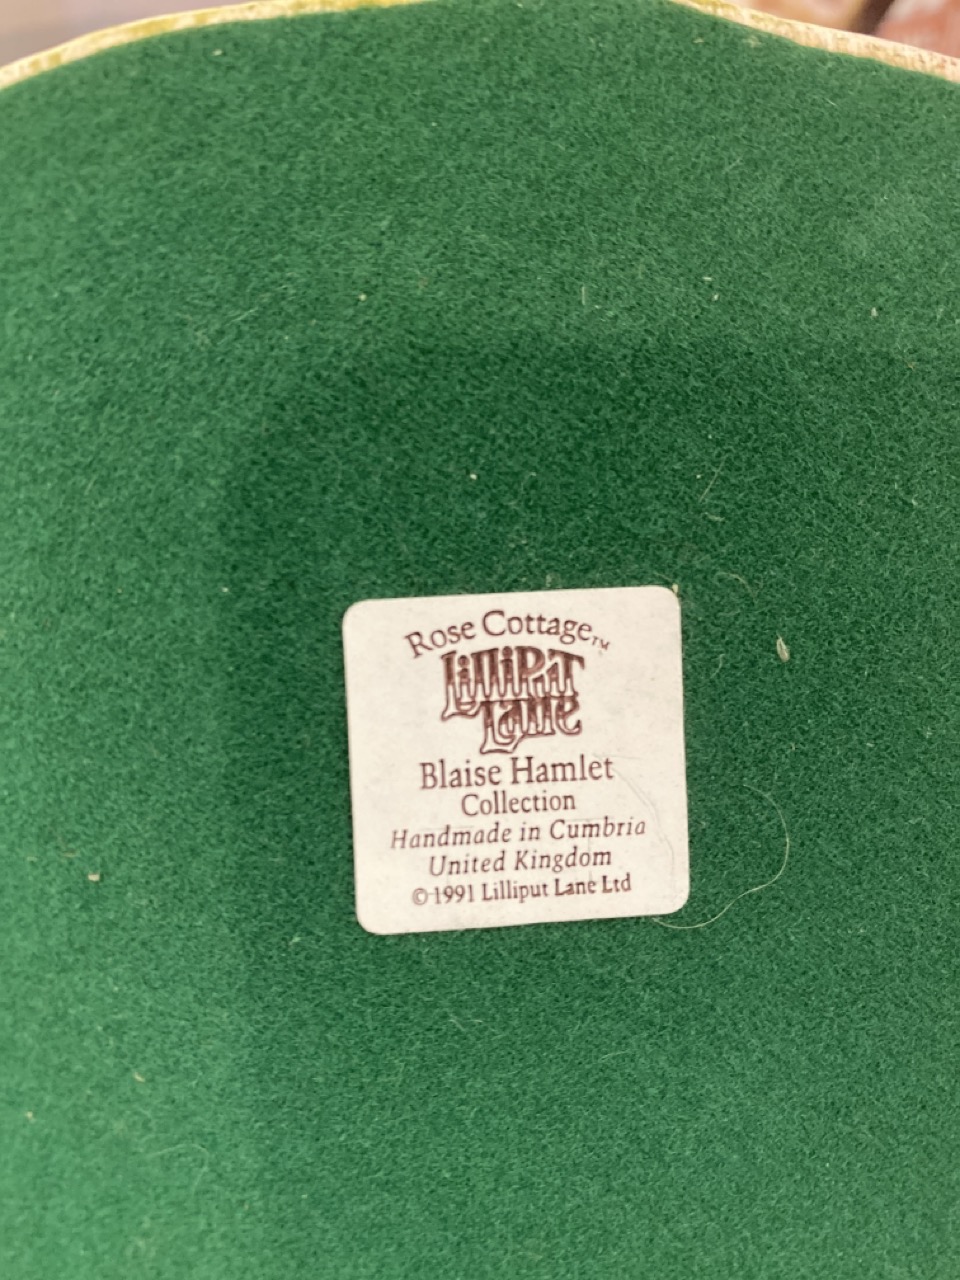 Rose Cottage™
Lilliput
Lane
Blaise Hamlet
Collection
Handmade in Cumbria
United Kingdom
© 1991 Lilliput Lane Ltd